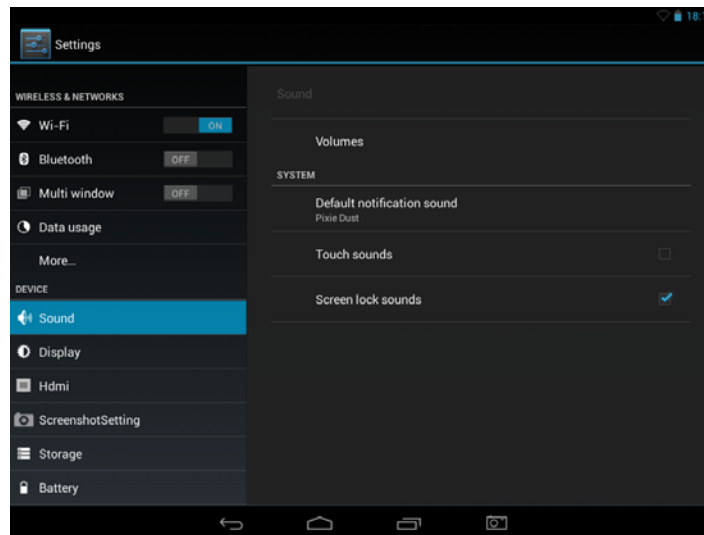 18:
Settings
WIRELESS & NETWORKS
Wi-Fi ON
Bluetooth OFF
Multi window OFF
Data usage
More...
DEVICE
Sound
Display
Hdmi
ScreenshotSetting
Storage
Battery
Sound
Volumes
SYSTEM
Default notification sound
Pixie Dust
Touch sounds
Screen lock sounds